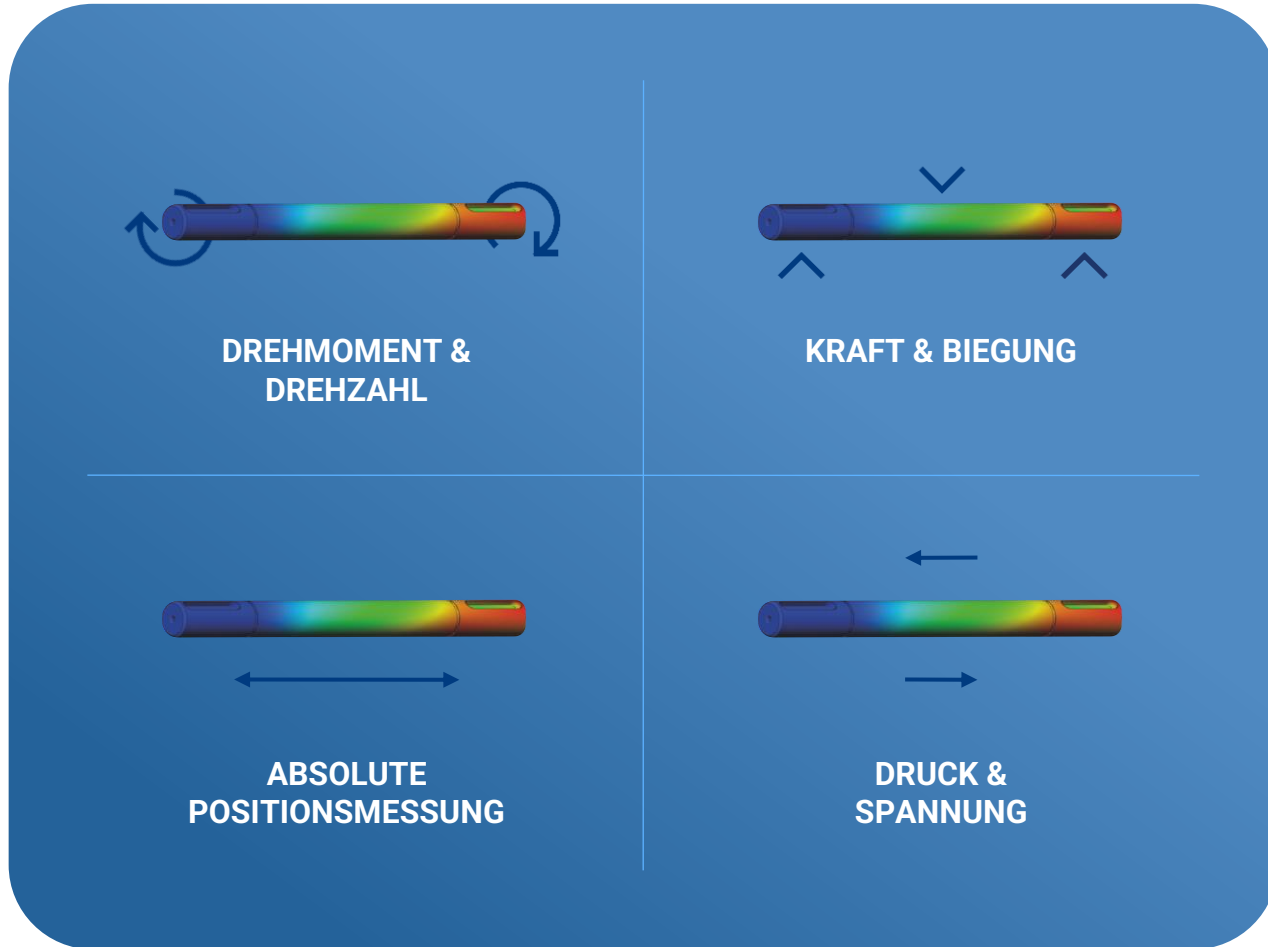 DREHMOMENT &
DREHZAHL
KRAFT & BIEGUNG
ABSOLUTE
POSITIONSMESSUNG
DRUCK &
SPANNUNG